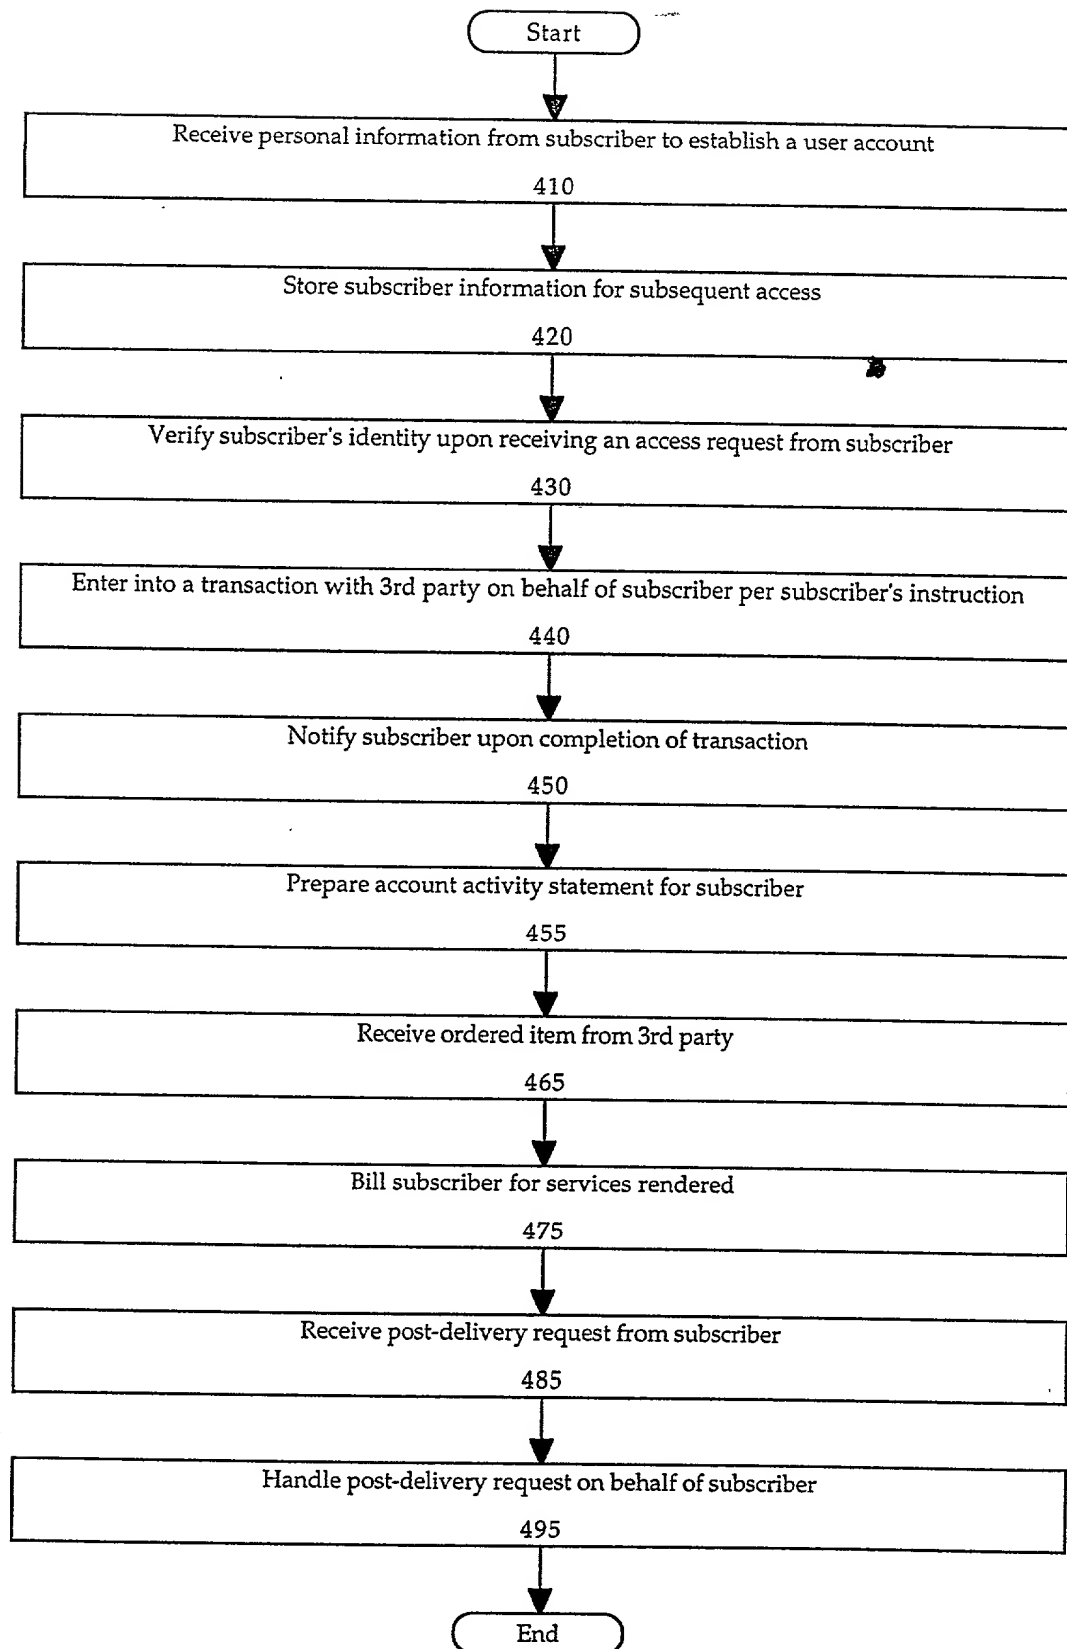 Start
Receive personal information from subscriber to establish a user account
410
Store subscriber information for subsequent access
420
Verify subscriber's identity upon receiving an access request from subscriber
430
Enter into a transaction with 3rd party on behalf of subscriber per subscriber's instruction
440
Notify subscriber upon completion of transaction
450
Prepare account activity statement for subscriber
455
Receive ordered item from 3rd party
465
Bill subscriber for services rendered
475
Receive post-delivery request from subscriber
485
Handle post-delivery request on behalf of subscriber
495
End